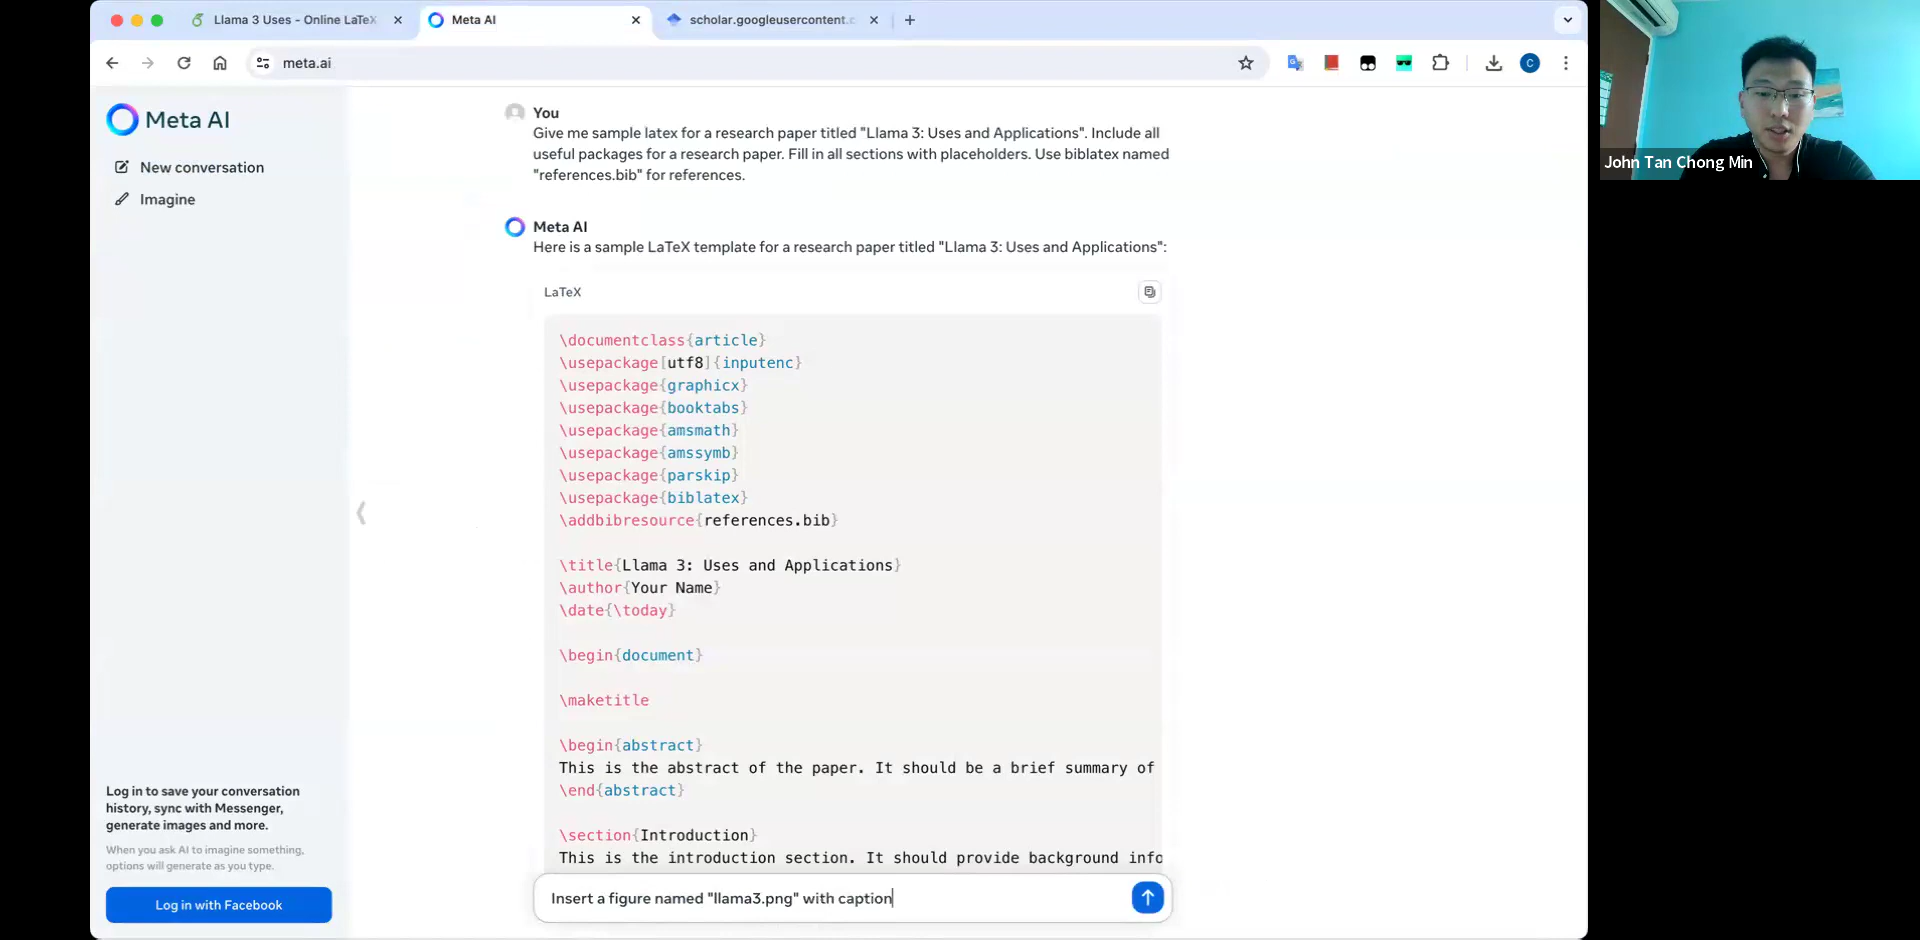 Llama 3 Uses - Online LaTeX
Meta AI
scholar.googleusercontent.c
meta.ai
C
John Tan Chong Min
Meta AI
New conversation
Imagine
You
Give me sample latex for a research paper titled "Llama 3: Uses and Applications". Include all
useful packages for a research paper. Fill in all sections with placeholders. Use biblatex named
"references.bib" for references.
Meta AI
Here is a sample LaTeX template for a research paper titled "Llama 3: Uses and Applications":
LaTeX
\documentclass{article}
\usepackage[utf8]{inputenc}
\usepackage{graphicx}
\usepackage{booktabs}
\usepackage{amsmath}
\usepackage{amssymb}
\usepackage{parskip}
\usepackage{biblatex}
\addbibresource{references.bib}
\title{Llama 3: Uses and Applications}
\author{Your Name}
\date{\today}
\begin{document}
\maketitle
\begin{abstract}
This is the abstract of the paper. It should be a brief summary of
\end{abstract}
\section{Introduction}
This is the introduction section. It should provide background info
Insert a figure named "llama3.png" with caption
Log in to save your conversation
history, sync with Messenger,
generate images and more.
When you ask AI to imagine something,
options will generate as you type.
Log in with Facebook